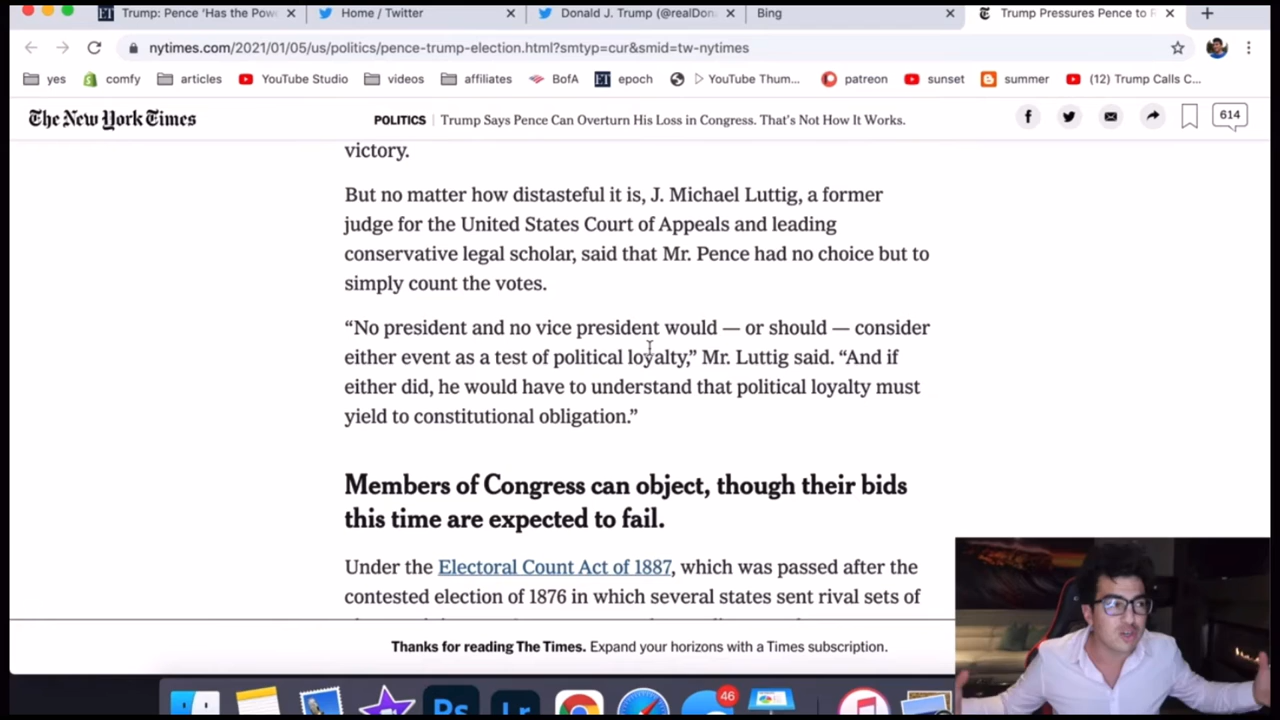 Trump: Pence 'Has the Pow
Home / Twitter
Donald J. Trump (@realDona
Bing
Trump Pressures Pence to R
nytimes.com/2021/01/05/us/politics/pence-trump-election.html?smtyp=cur&smid=tw-nytimes
yes
comfy
articles
YouTube Studio
videos
affiliates
BofA
ET
epoch
YouTube Thum...
patreon
sunset
summer
(12) Trump Calls C...
The New York Times
POLITICS | Trump Says Pence Can Overturn His Loss in Congress. That's Not How It Works.
614
victory.
But no matter how distasteful it is, J. Michael Luttig, a former
judge for the United States Court of Appeals and leading
conservative legal scholar, said that Mr. Pence had no choice but to
simply count the votes.
“No president and no vice president would — or should — consider
either event as a test of political loyalty,” Mr. Luttig said. “And if
either did, he would have to understand that political loyalty must
yield to constitutional obligation.”
Members of Congress can object, though their bids
this time are expected to fail.
Under the Electoral Count Act of 1887, which was passed after the
contested election of 1876 in which several states sent rival sets of
Thanks for reading The Times. Expand your horizons with a Times subscription.
Ps
Lr
46